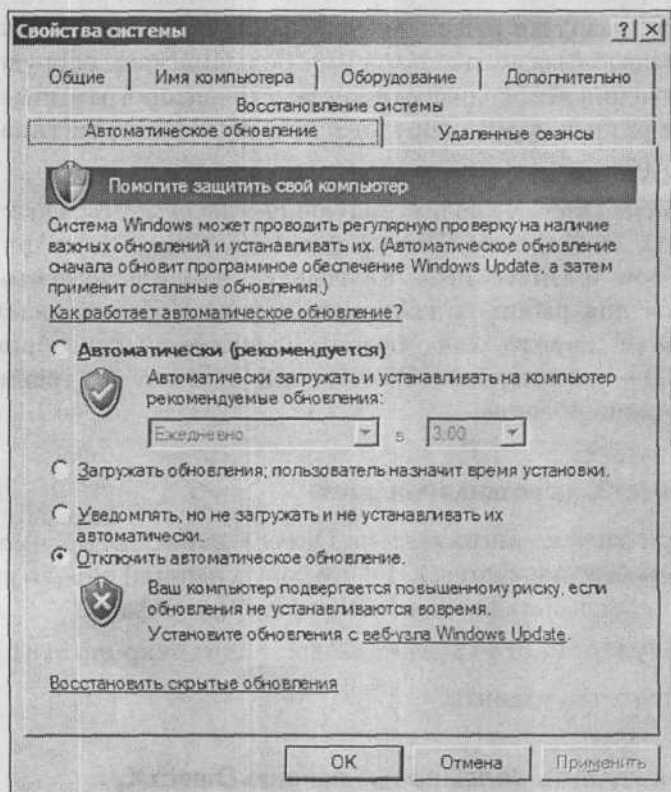 Свойства системы
Общие
Имя компьютера
Оборудование
Дополнительно
Восстановление системы
Автоматическое обновление
Удаленные сеансы
Помогите защитить свой компьютер
Система Windows может проводить регулярную проверку на наличие
важных обновлений и устанавливать их. (Автоматическое обновление
сначала обновит программное обеспечение Windows Update, а затем
применит остальные обновления.)
Как работает автоматическое обновление?
Автоматически (рекомендуется)
Автоматически загружать и устанавливать на компьютер
рекомендуемые обновления:
Ежедневно в 3:00
Загружать обновления; пользователь назначит время установки.
Уведомлять, но не загружать и не устанавливать их
автоматически.
Отключить автоматическое обновление.
Ваш компьютер подвергается повышенному риску, если
обновления не устанавливаются вовремя.
Установите обновления с веб-узла Windows Update.
Восстановить скрытые обновления
OK
Отмена
Применить